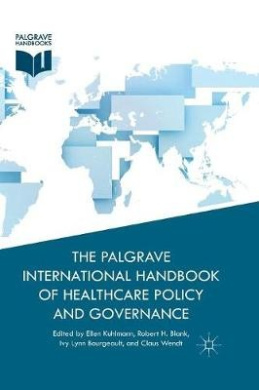 PALGRAVE
HANDBOOKS
THE PALGRAVE
INTERNATIONAL HANDBOOK
OF HEALTHCARE POLICY
AND GOVERNANCE
Edited by Ellen Kuhlmann, Robert H. Blank,
Ivy Lynn Bourgeault, and Claus Wendt